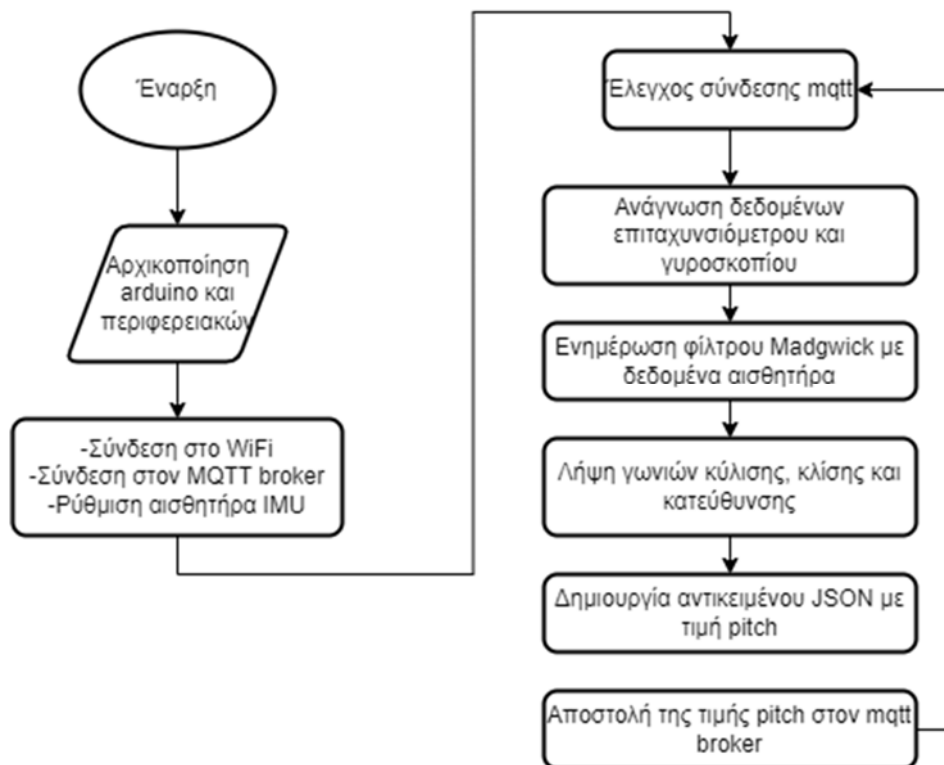 Έναρξη
Αρχικοποίηση
arduino και
περιφερειακών
-Σύνδεση στο WiFi
-Σύνδεση στον MQTT broker
-Ρύθμιση αισθητήρα IMU
Έλεγχος σύνδεσης mqtt
Ανάγνωση δεδομένων
επιταχυνσιόμετρου και
γυροσκοπίου
Ενημέρωση φίλτρου Madgwick με
δεδομένα αισθητήρα
Λήψη γωνιών κύλισης, κλίσης και
κατεύθυνσης
Δημιουργία αντικειμένου JSON με
τιμή pitch
Αποστολή της τιμής pitch στον mqtt
broker